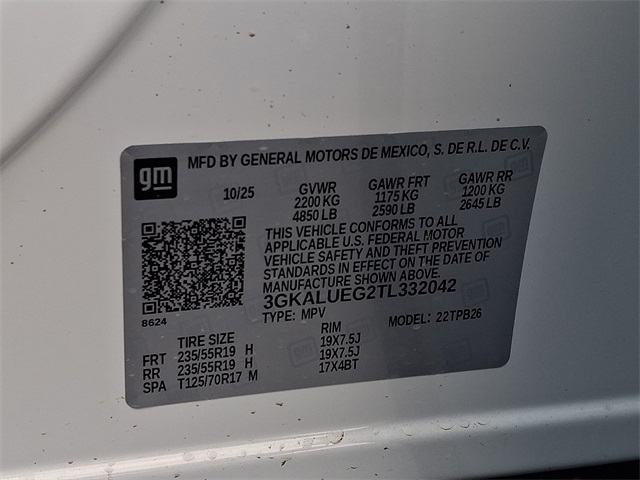 gm MFD BY GENERAL MOTORS DE MEXICO, S. DE R.L. DE C.V.
10/25 GVWR GAWR FRT GAWR RR
2200 KG 1175 KG 1200 KG
4850 LB 2590 LB 2645 LB
THIS VEHICLE CONFORMS TO ALL
APPLICABLE U.S. FEDERAL MOTOR
VEHICLE SAFETY AND THEFT PREVENTION
STANDARDS IN EFFECT ON THE DATE OF
MANUFACTURE SHOWN ABOVE.
3GKALUEG2TL332042
8624
TYPE: MPV MODEL: 22TPB26
TIRE SIZE RIM
FRT 235/55R19 H 19X7.5J
RR 235/55R19 H 19X7.5J
SPA T125/70R17 M 17X4BT